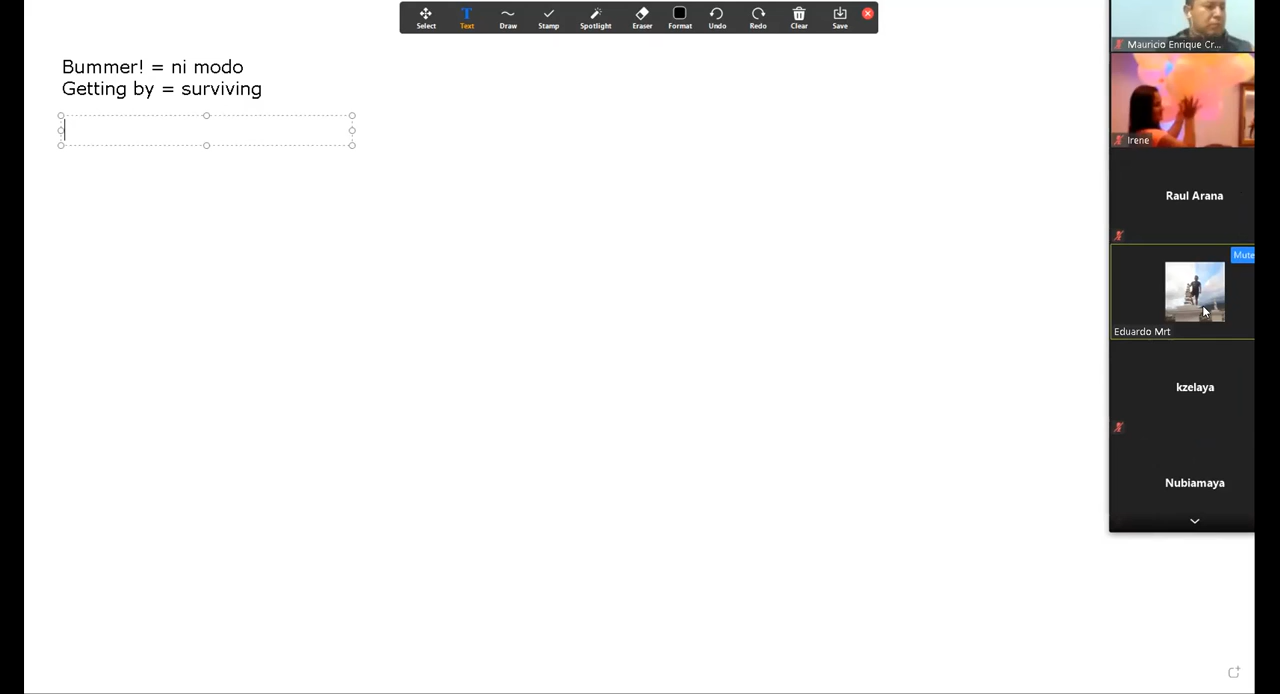 Select
Text
Draw
Stamp
Spotlight
Eraser
Format
Undo
Redo
Clear
Save
Bummer! = ni modo
Getting by = surviving
Mauricio Enrique Cr...
Irene
Raul Arana
Mute
Eduardo Mrt
kzelaya
Nubiamaya